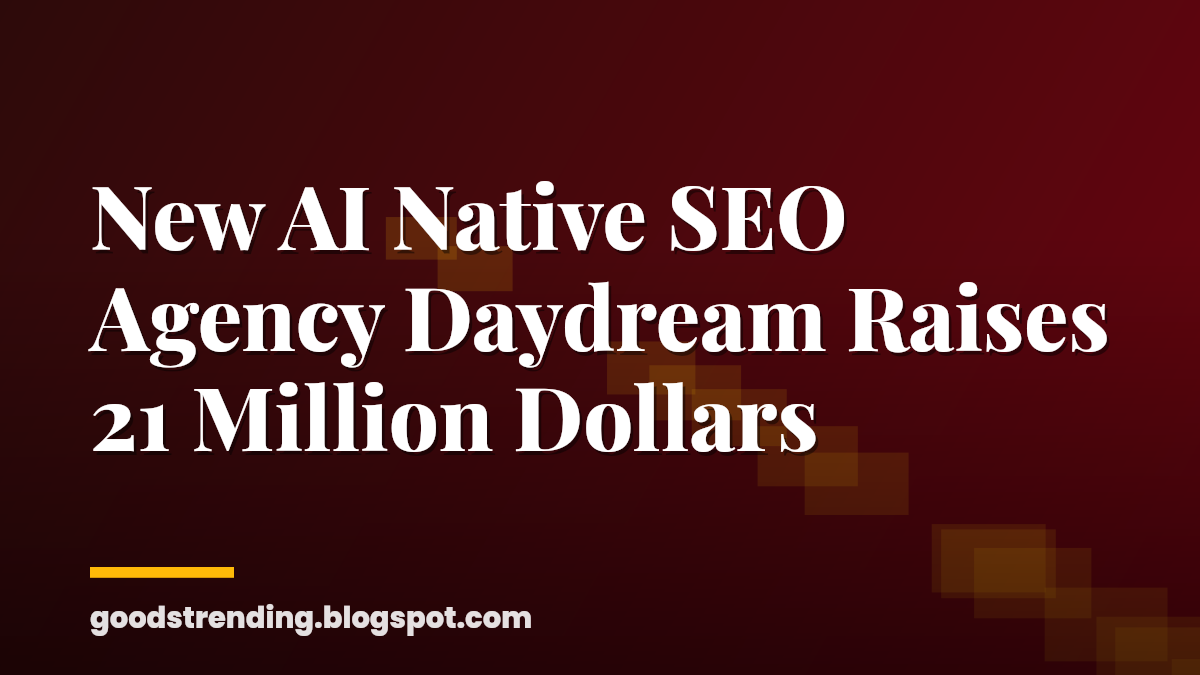 New AI Native SEO
Agency Daydream Raises
21 Million Dollars
goodstrending.blogspot.com